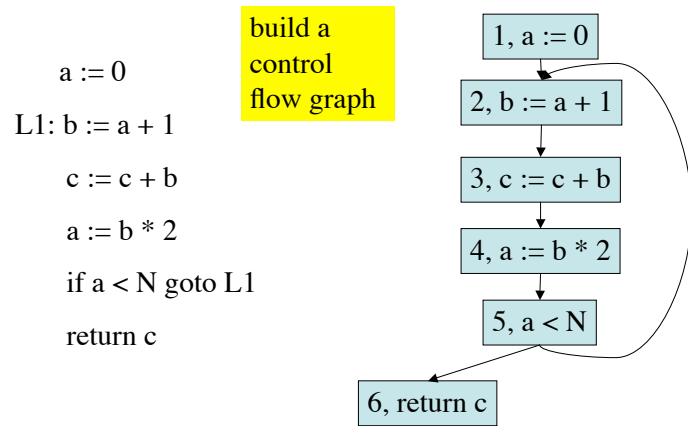 a := 0
L1: b := a + 1
c := c + b
a := b * 2
if a < N goto L1
return c
build a
control
flow graph
1, a := 0
2, b := a + 1
3, c := c + b
4, a := b * 2
5, a < N
6, return c